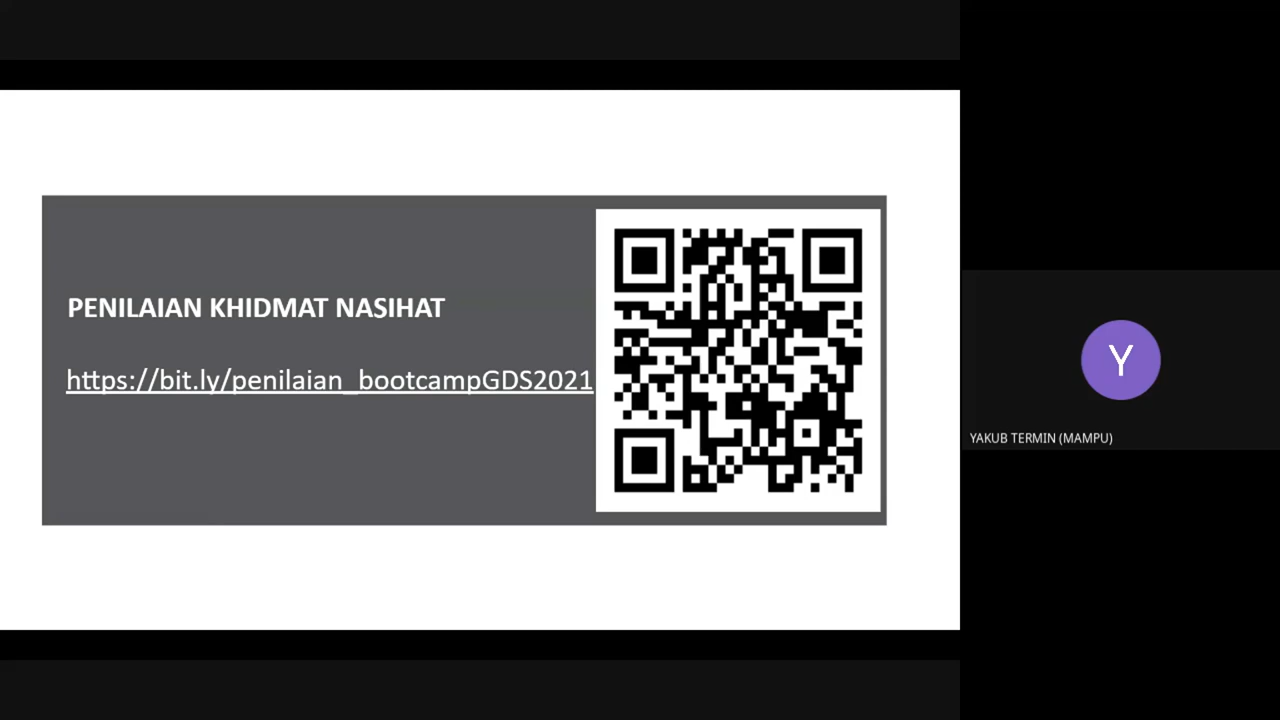 PENILAIAN KHIDMAT NASIHAT
https://bit.ly/penilaian_bootcampGDS2021
Y
YAKUB TERMIN (MAMPU)